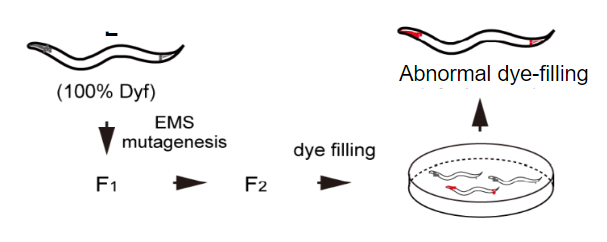 (100% Dyf)
EMS
mutagenesis
F1
F2
dye filling
Abnormal dye-filling